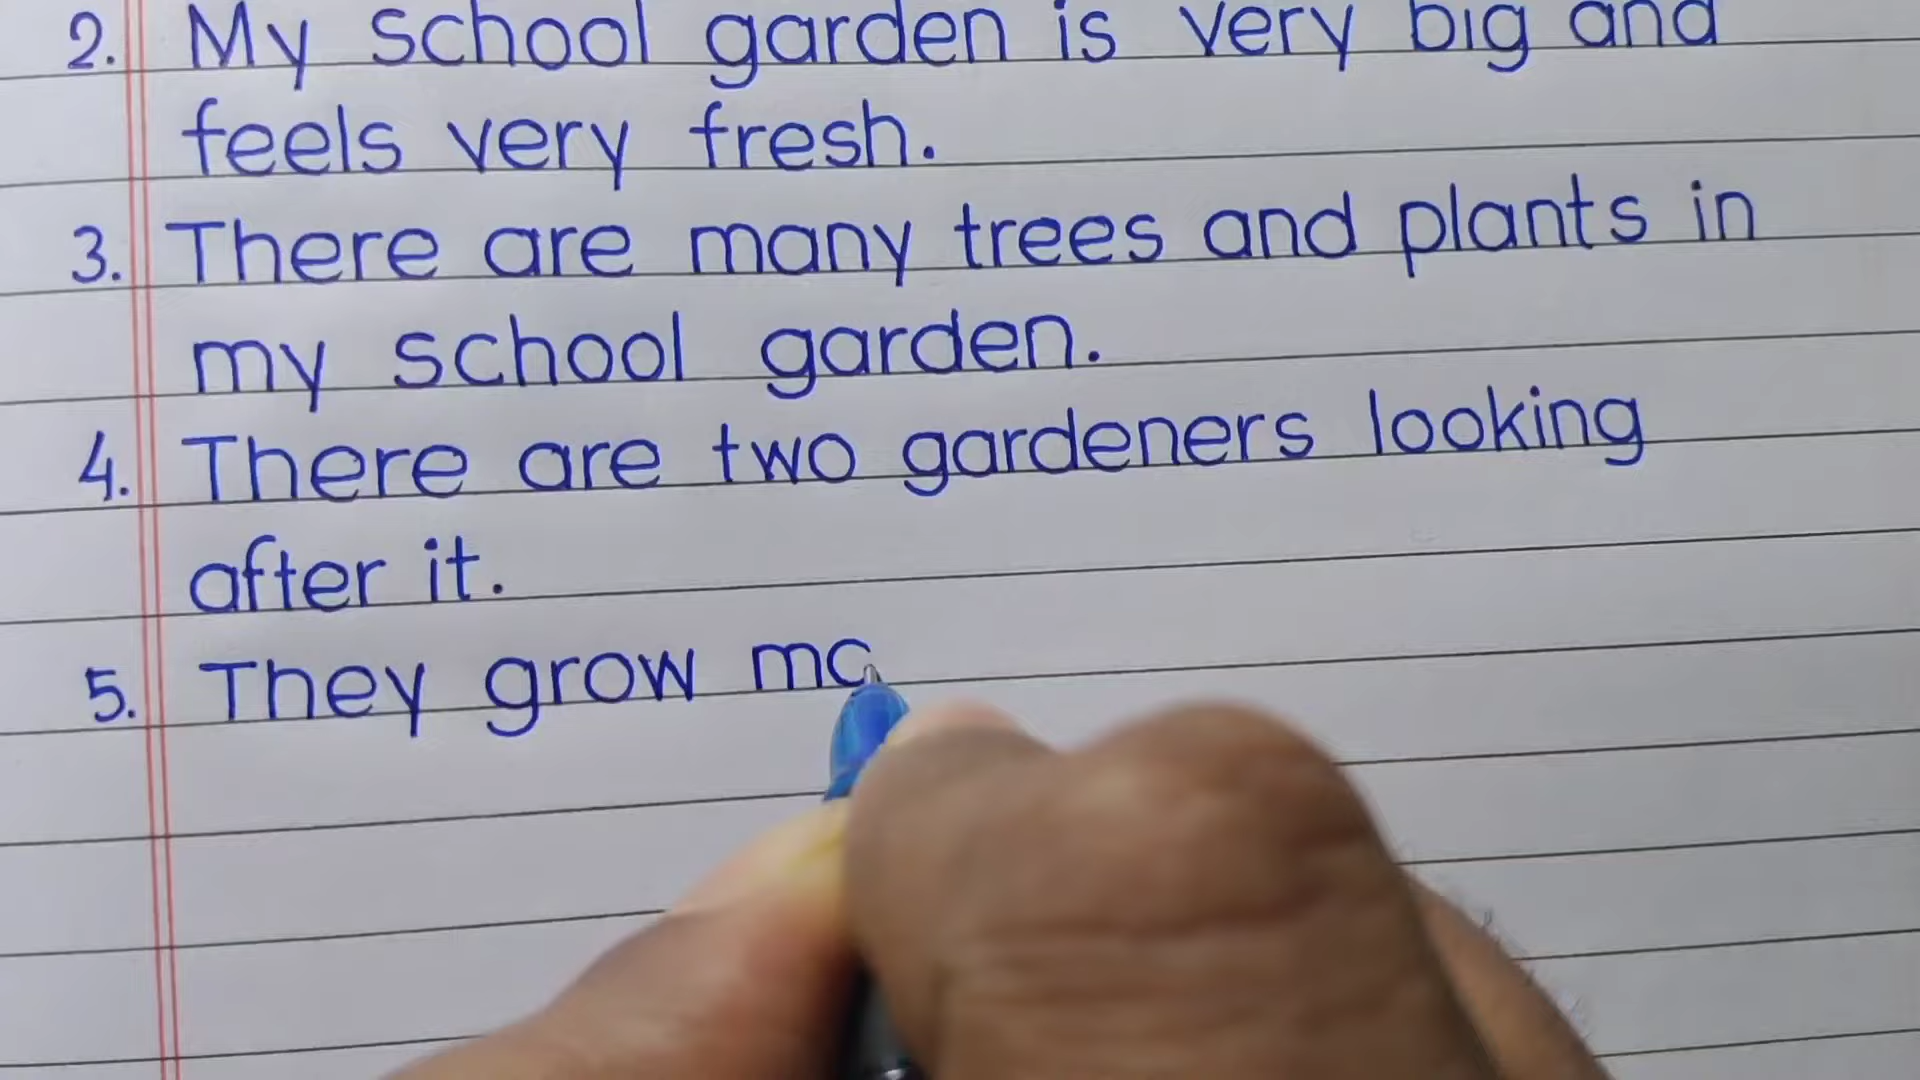 2. My school garden is very big and
feels very fresh.
3. There are many trees and plants in
my school garden.
4. There are two gardeners looking
after it.
5. They grow